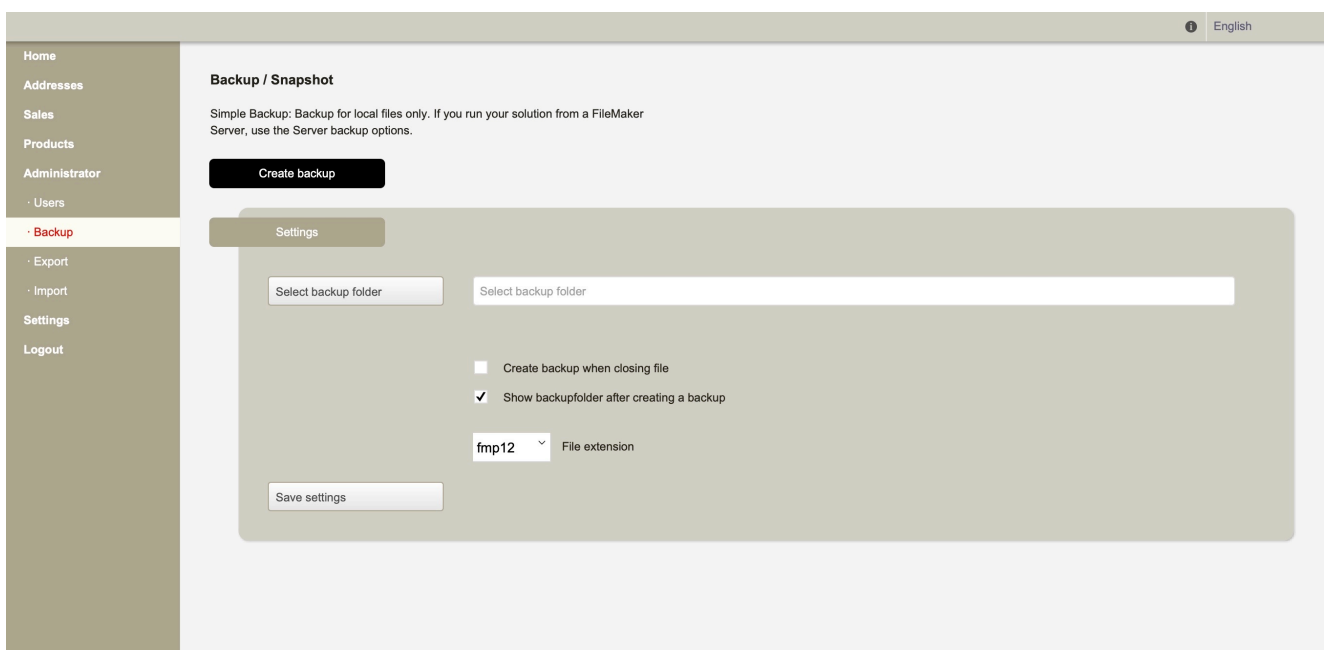 English
Home
Addresses
Sales
Products
Administrator
· Users
· Backup
· Export
· Import
Settings
Logout
Backup / Snapshot
Simple Backup: Backup for local files only. If you run your solution from a FileMaker
Server, use the Server backup options.
Create backup
Settings
Select backup folder
Select backup folder
Create backup when closing file
Show backupfolder after creating a backup
fmp12
File extension
Save settings